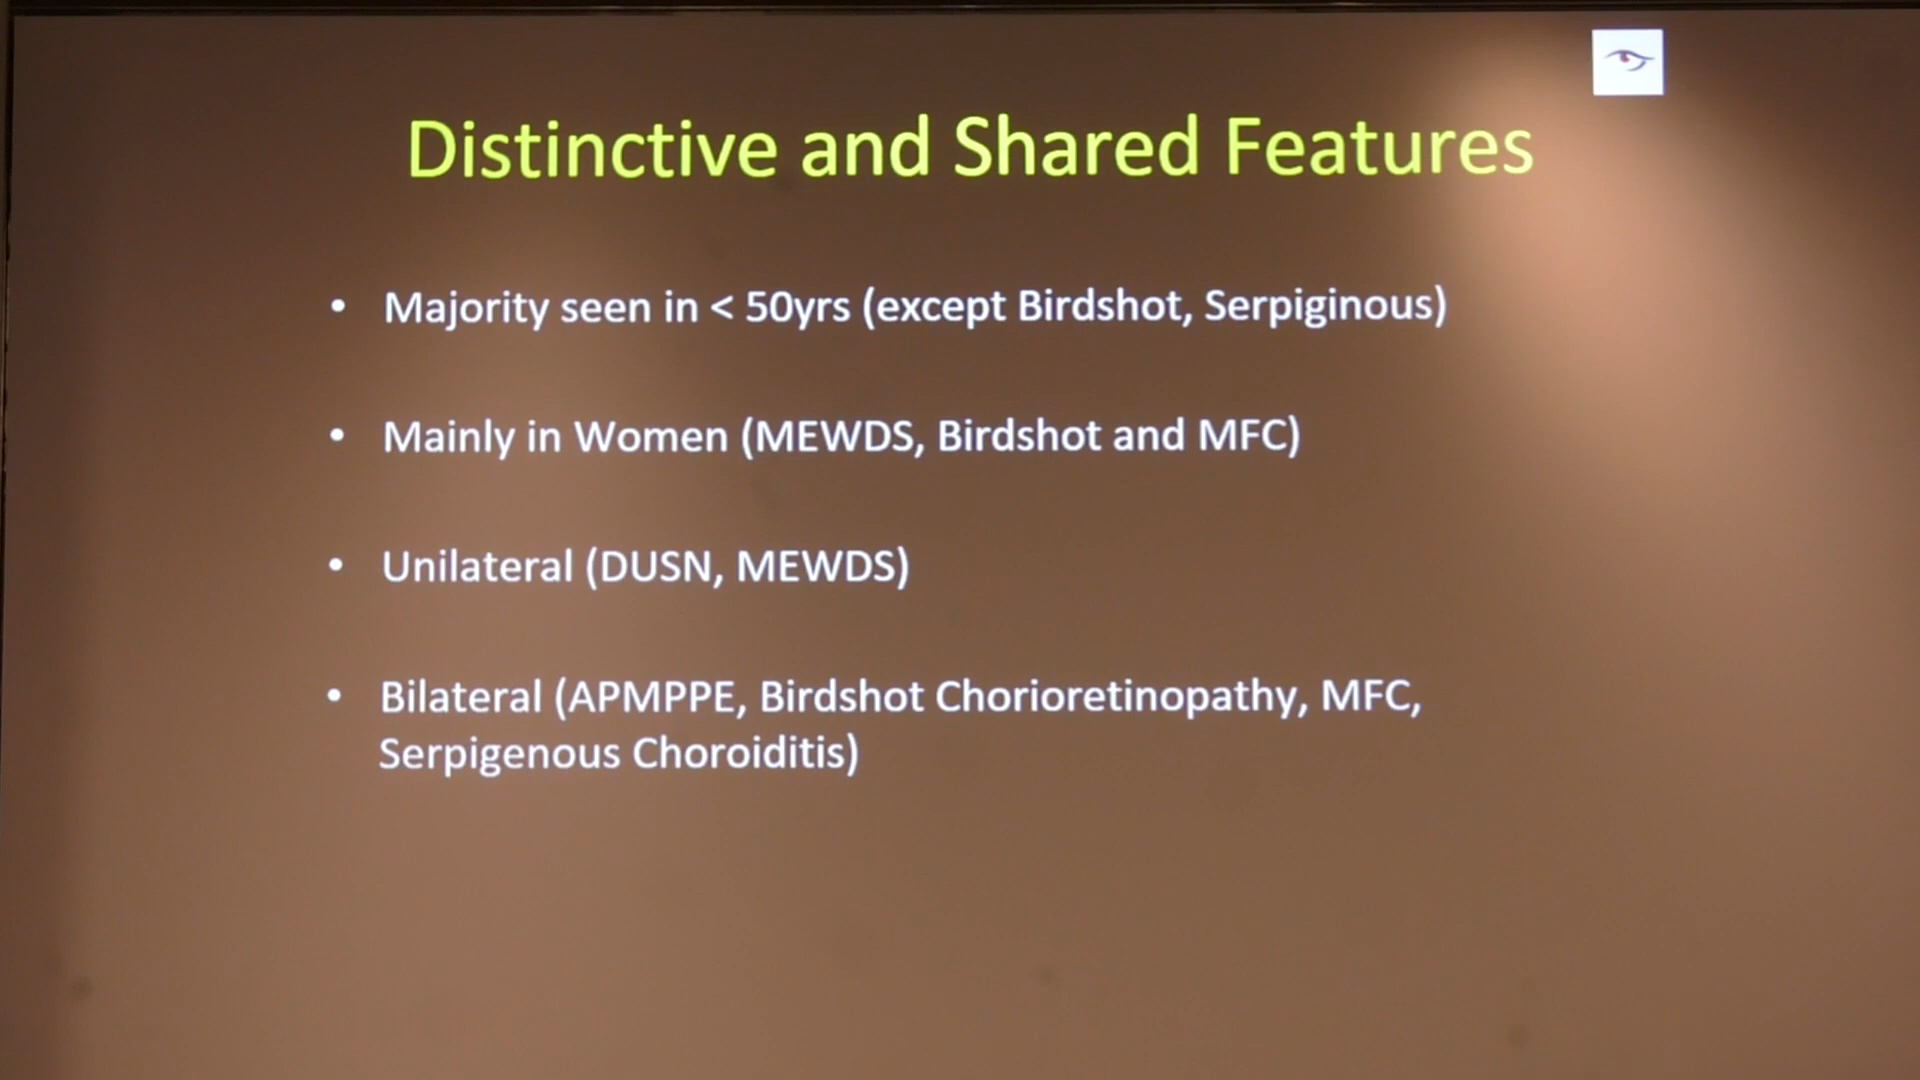 Distinctive and Shared Features
• Majority seen in < 50yrs (except Birdshot, Serpiginous)
• Mainly in Women (MEWDS, Birdshot and MFC)
• Unilateral (DUSN, MEWDS)
• Bilateral (APMPPE, Birdshot Chorioretinopathy, MFC,
Serpigenous Choroiditis)